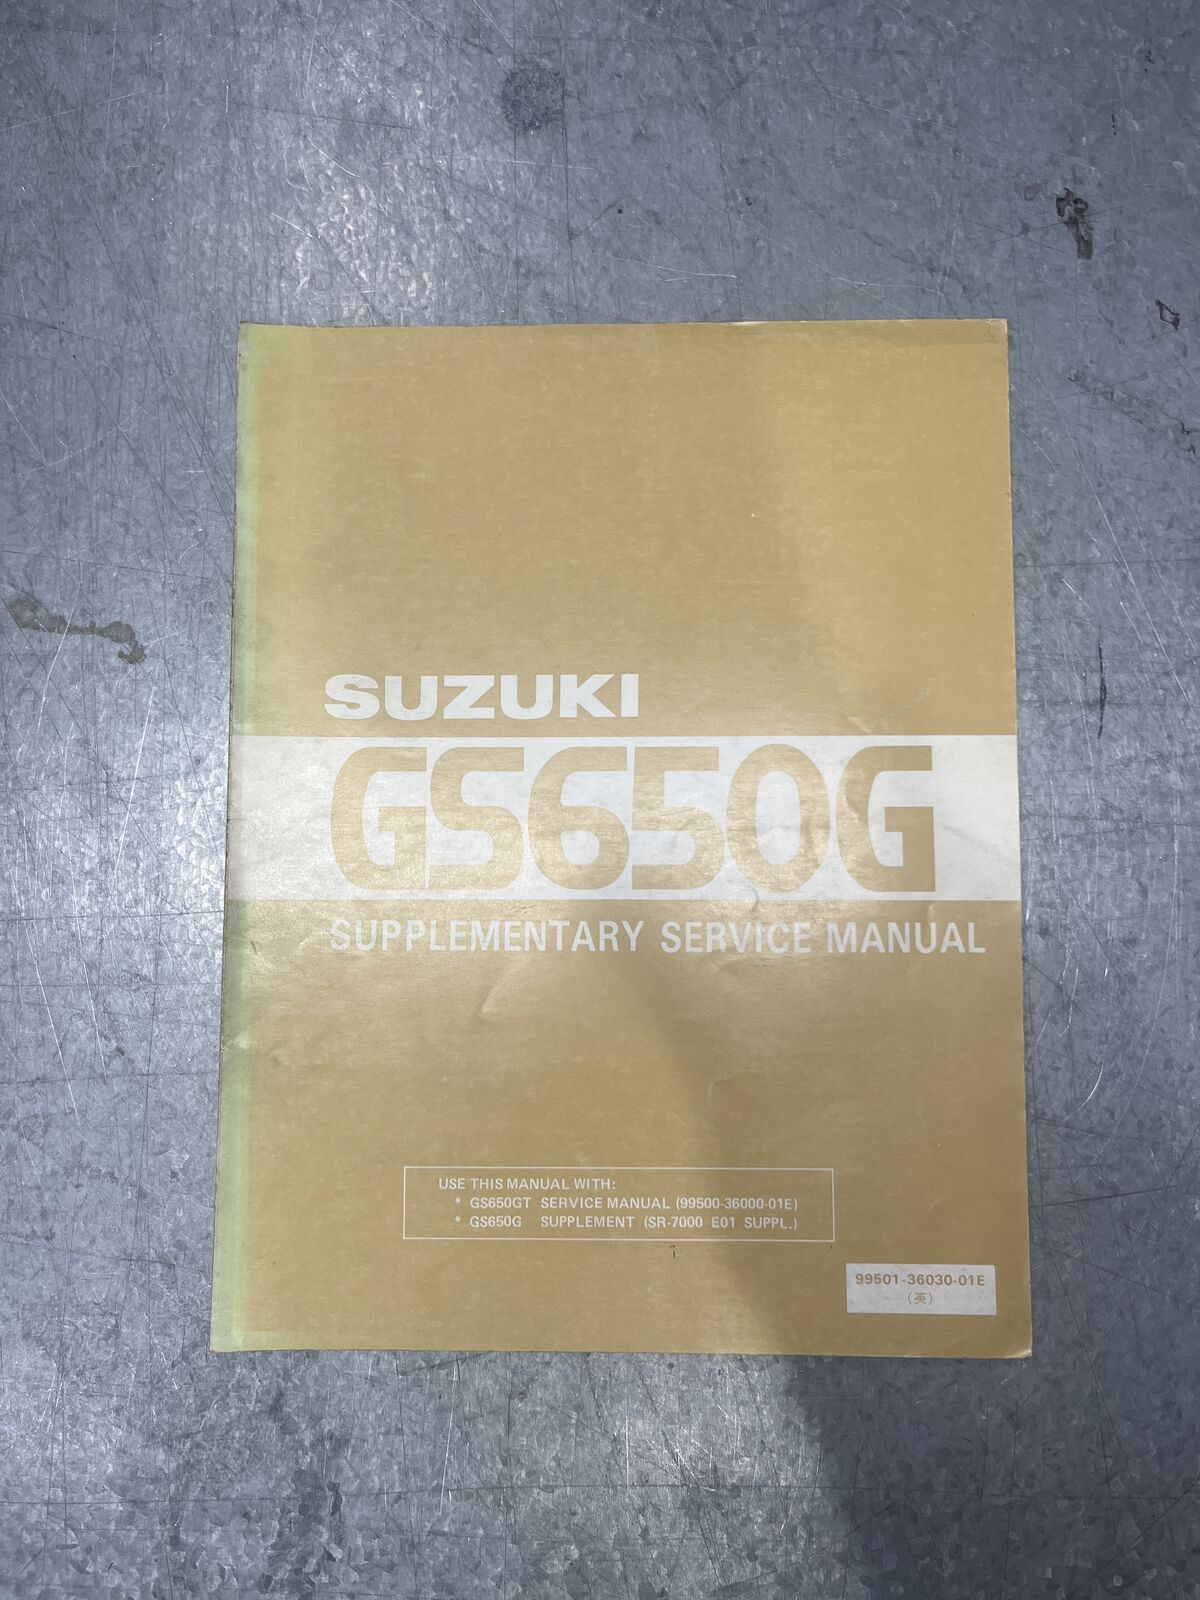 SUZUKI
GS650G
SUPPLEMENTARY SERVICE MANUAL
USE THIS MANUAL WITH:
* GS650GT SERVICE MANUAL (99500-36000-01E)
* GS650G SUPPLEMENT (SR-7000 E01 SUPPL.)
99501-36030-01E
(英)